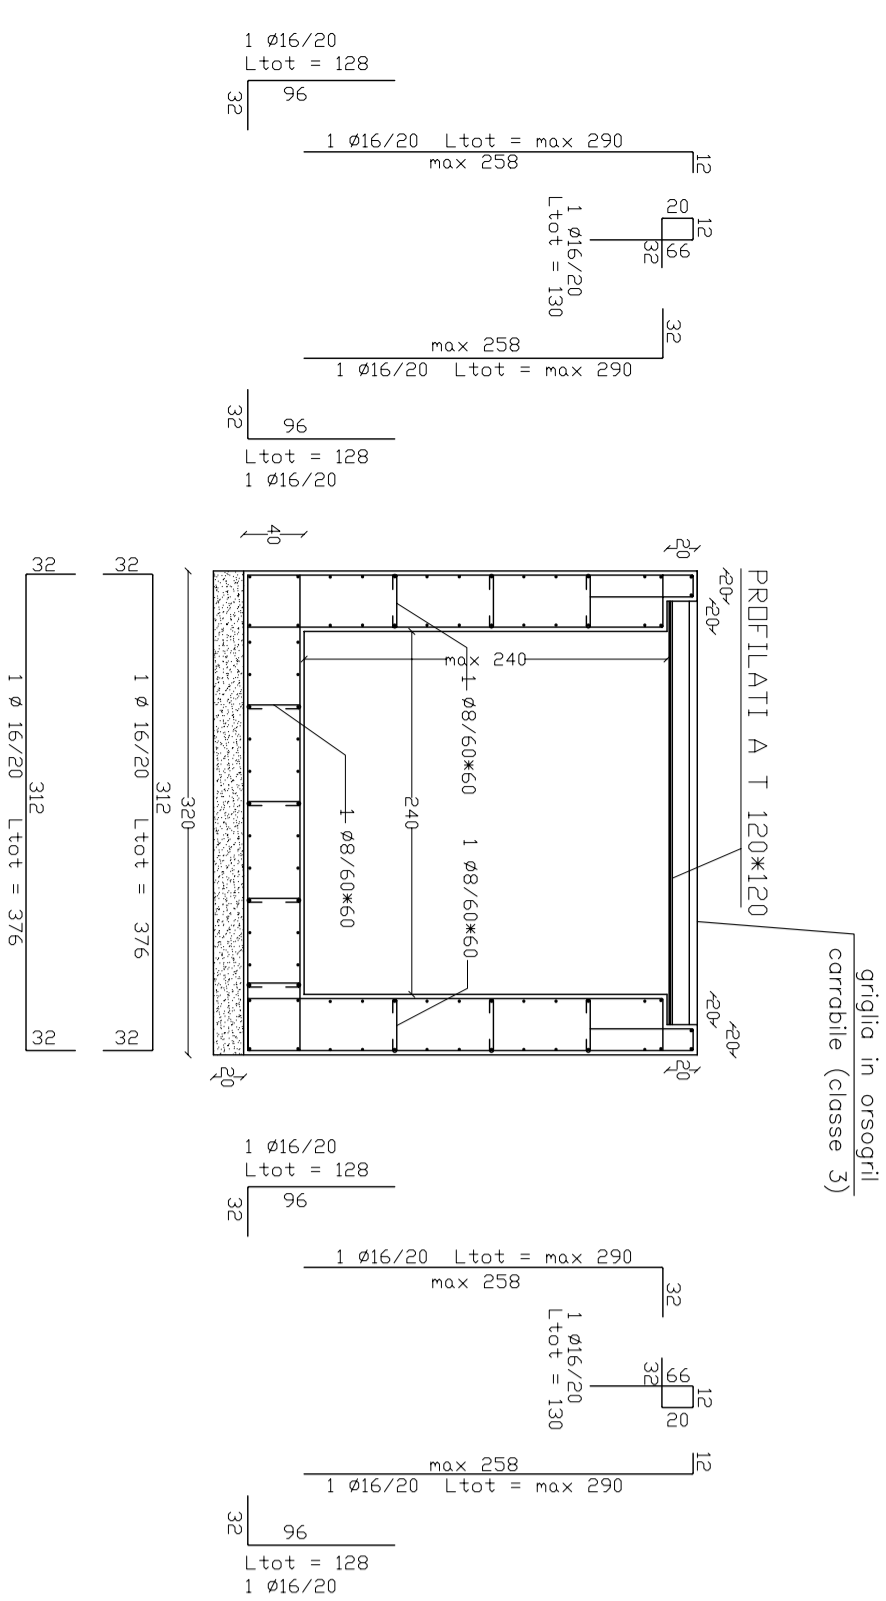 1 Ø16/20
Ltot = 128
96
32
1 Ø16/20 Ltot = max 290
max 258
12
20
12
66
32
1 Ø16/20
Ltot = 130
32
max 258
1 Ø16/20 Ltot = max 290
32
96
Ltot = 128
1 Ø16/20
PROFILATI A T 120*120
griglia in orsogril
carrabile (classe 3)
40
20
20
20
max 240
240
1 Ø8/60*60
1 Ø8/60*60
1 Ø8/60*60
320
20
20
20
20
32
312
32
1 Ø 16/20 Ltot = 376
32
312
32
1 Ø 16/20 Ltot = 376
1 Ø16/20
Ltot = 128
96
32
1 Ø16/20 Ltot = max 290
max 258
32
1 Ø16/20
Ltot = 130
32
66
12
20
12
max 258
1 Ø16/20 Ltot = max 290
32
96
Ltot = 128
1 Ø16/20